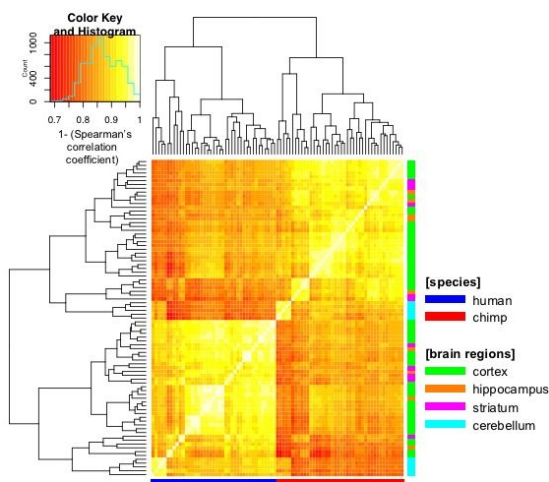 Color Key
and Histogram
Count
0 400 1000
0.7 0.8 0.9 1
1- (Spearman's
correlation
coefficient)
[species]
human
chimp
[brain regions]
cortex
hippocampus
striatum
cerebellum